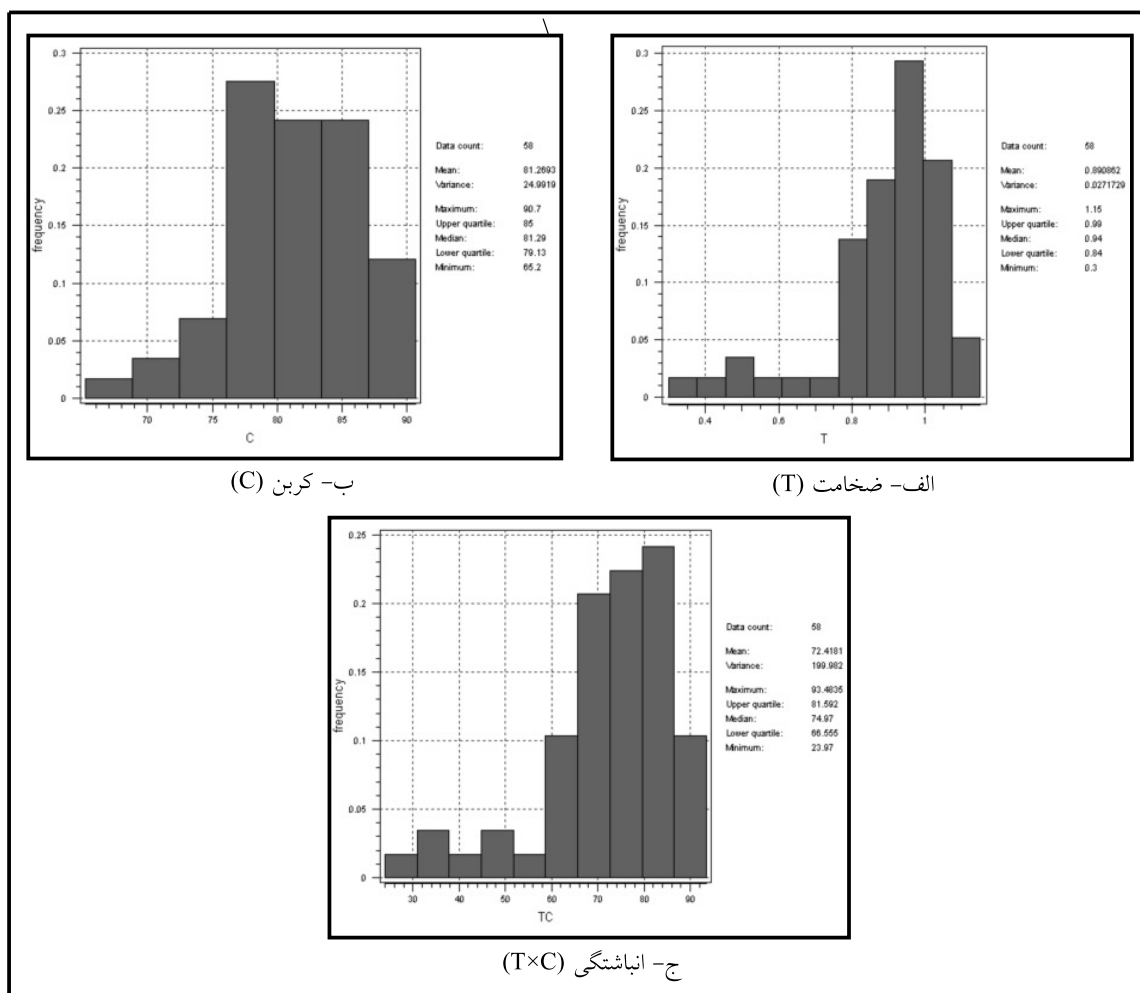 0.3
0.25
0.2
0.15
0.1
0.05
0
frequency
70 75 80 85 90
C
Data count: 58
Mean: 81.2693
Variance: 24.9919
Maximum: 90.7
Upper quartile: 85
Median: 81.29
Lower quartile: 79.13
Minimum: 65.2
ب- کربن (C)
0.3
0.25
0.2
0.15
0.1
0.05
0
frequency
0.4 0.6 0.8 1
T
Data count: 58
Mean: 0.890862
Variance: 0.0271729
Maximum: 1.15
Upper quartile: 0.99
Median: 0.94
Lower quartile: 0.84
Minimum: 0.3
الف- ضخامت (T)
0.25
0.2
0.15
0.1
0.05
0
frequency
30 40 50 60 70 80 90
TC
Data count: 58
Mean: 72.4181
Variance: 199.982
Maximum: 93.4835
Upper quartile: 81.592
Median: 74.97
Lower quartile: 66.555
Minimum: 23.97
ج- انباشتگی (T×C)